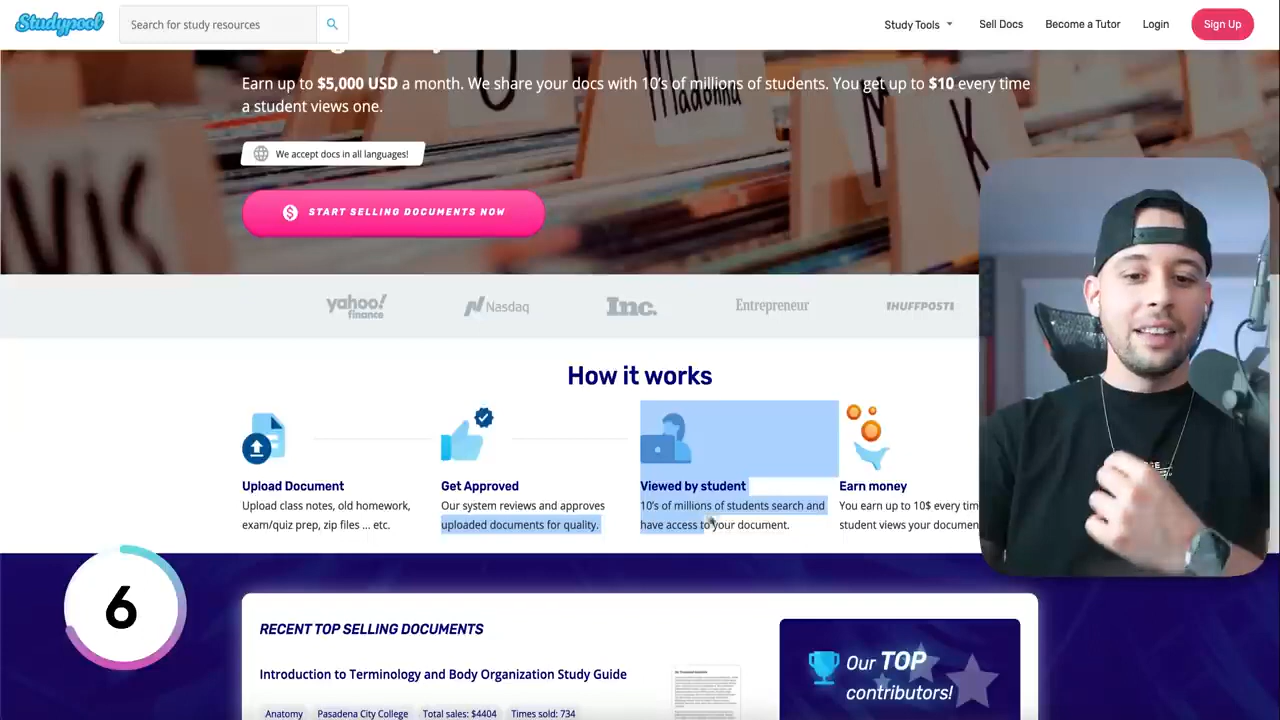 Studypool
Search for study resources
Study Tools
Sell Docs
Become a Tutor
Login
Sign Up
Earn up to $5,000 USD a month. We share your docs with 10's of millions of students. You get up to $10 every time
a student views one.
We accept docs in all languages!
START SELLING DOCUMENTS NOW
Madonna
yahoo!
finance
Nasdaq
Inc.
Entrepreneur
HUFFPOST
How it works
Upload Document
Upload class notes, old homework,
exam/quiz prep, zip files ... etc.
Get Approved
Our system reviews and approves
uploaded documents for quality.
Viewed by student
10's of millions of students search and
have access to your document.
Earn money
You earn up to 10$ every tim
student views your documen
6
RECENT TOP SELLING DOCUMENTS
Introduction to Terminology and Body Organization Study Guide
Anatomy
Pasadena City College
Total sales: $4404
Times sold: 734
Our TOP
contributors!